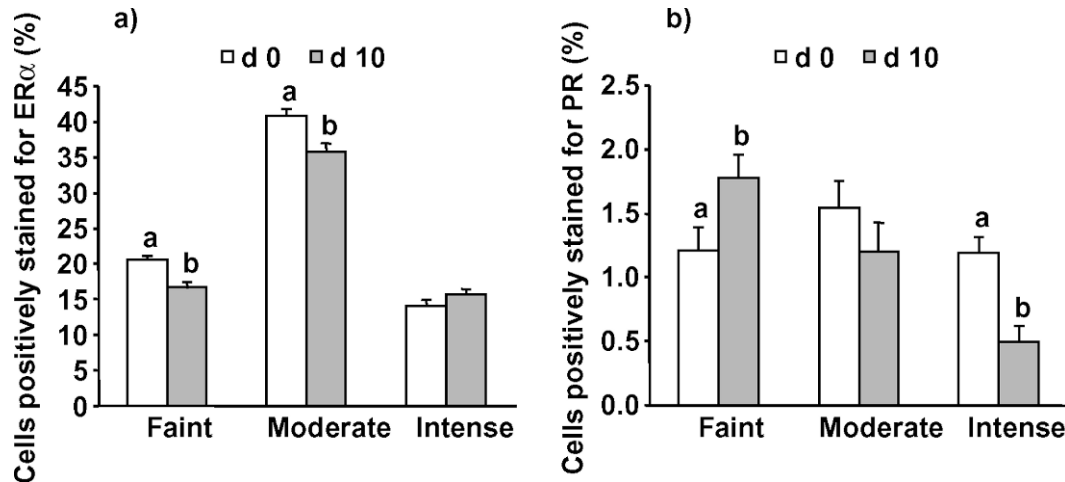 a)
d 0 d 10
Cells positively stained for ERα (%)
45
40
35
30
25
20
15
10
5
0
a
b
a
b
Faint Moderate Intense
b)
d 0 d 10
Cells positively stained for PR (%)
2.5
2.0
1.5
1.0
0.5
0.0
a
b
a
b
Faint Moderate Intense